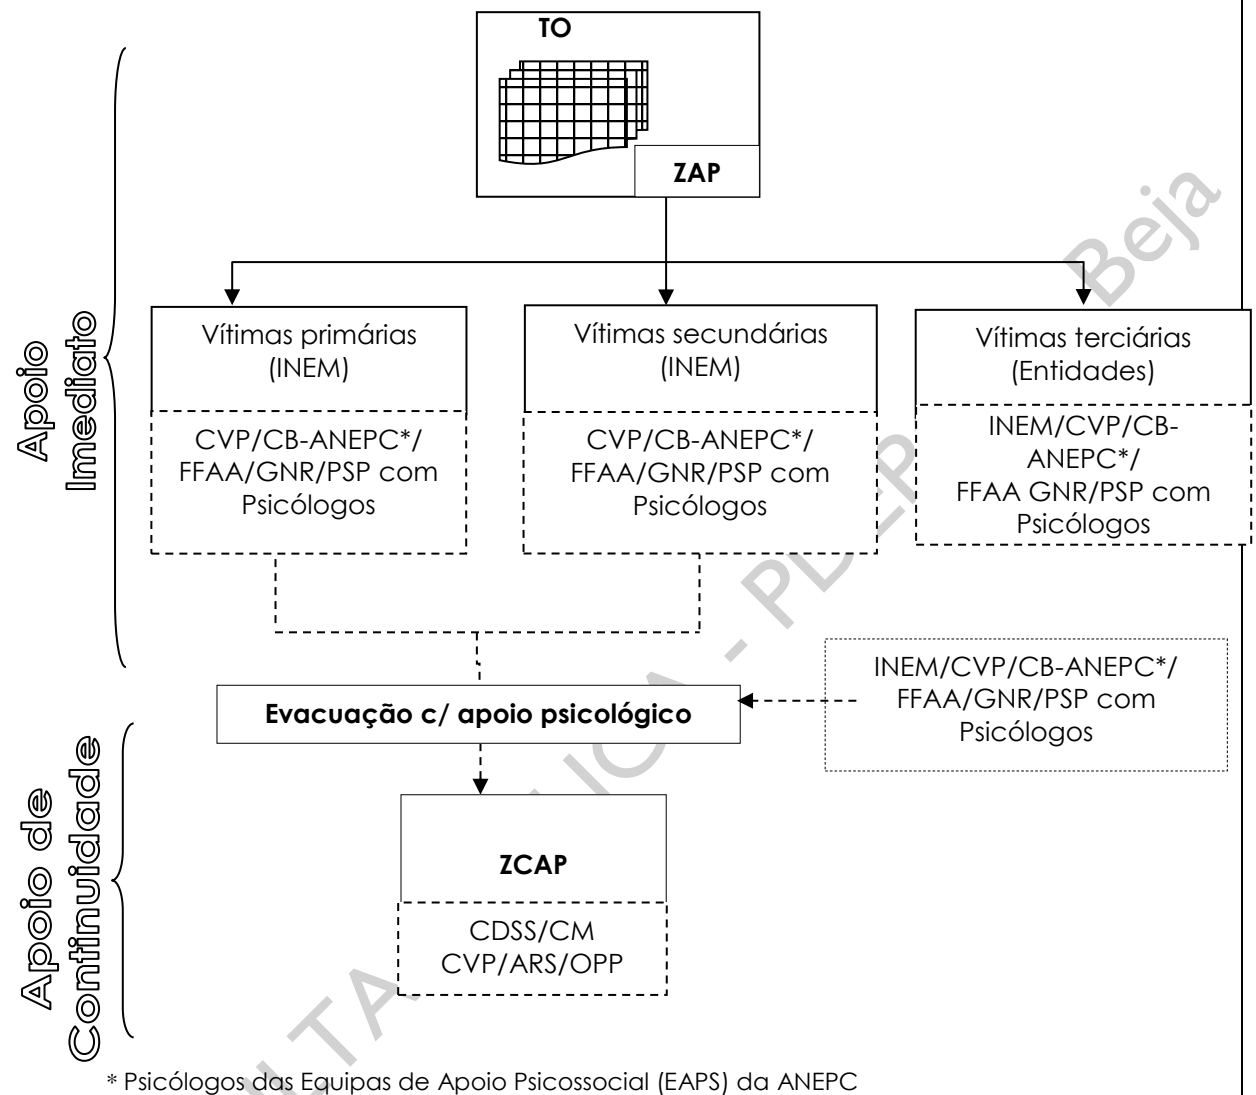 TO
ZAP
Apoio
Imediato
Vítimas primárias
(INEM)
CVP/CB-ANEPC*/
FFAA/GNR/PSP com
Psicólogos
Vítimas secundárias
(INEM)
CVP/CB-ANEPC*/
FFAA/GNR/PSP com
Psicólogos
Vítimas terciárias
(Entidades)
INEM/CVP/CB-
ANEPC*/
FFAA GNR/PSP com
Psicólogos
INEM/CVP/CB-ANEPC*/
FFAA/GNR/PSP com
Psicólogos
Evacuação c/ apoio psicológico
Apoio de
Continuidade
ZCAP
CDSS/CM
CVP/ARS/OPP
* Psicólogos das Equipas de Apoio Psicossocial (EAPS) da ANEPC
Beja